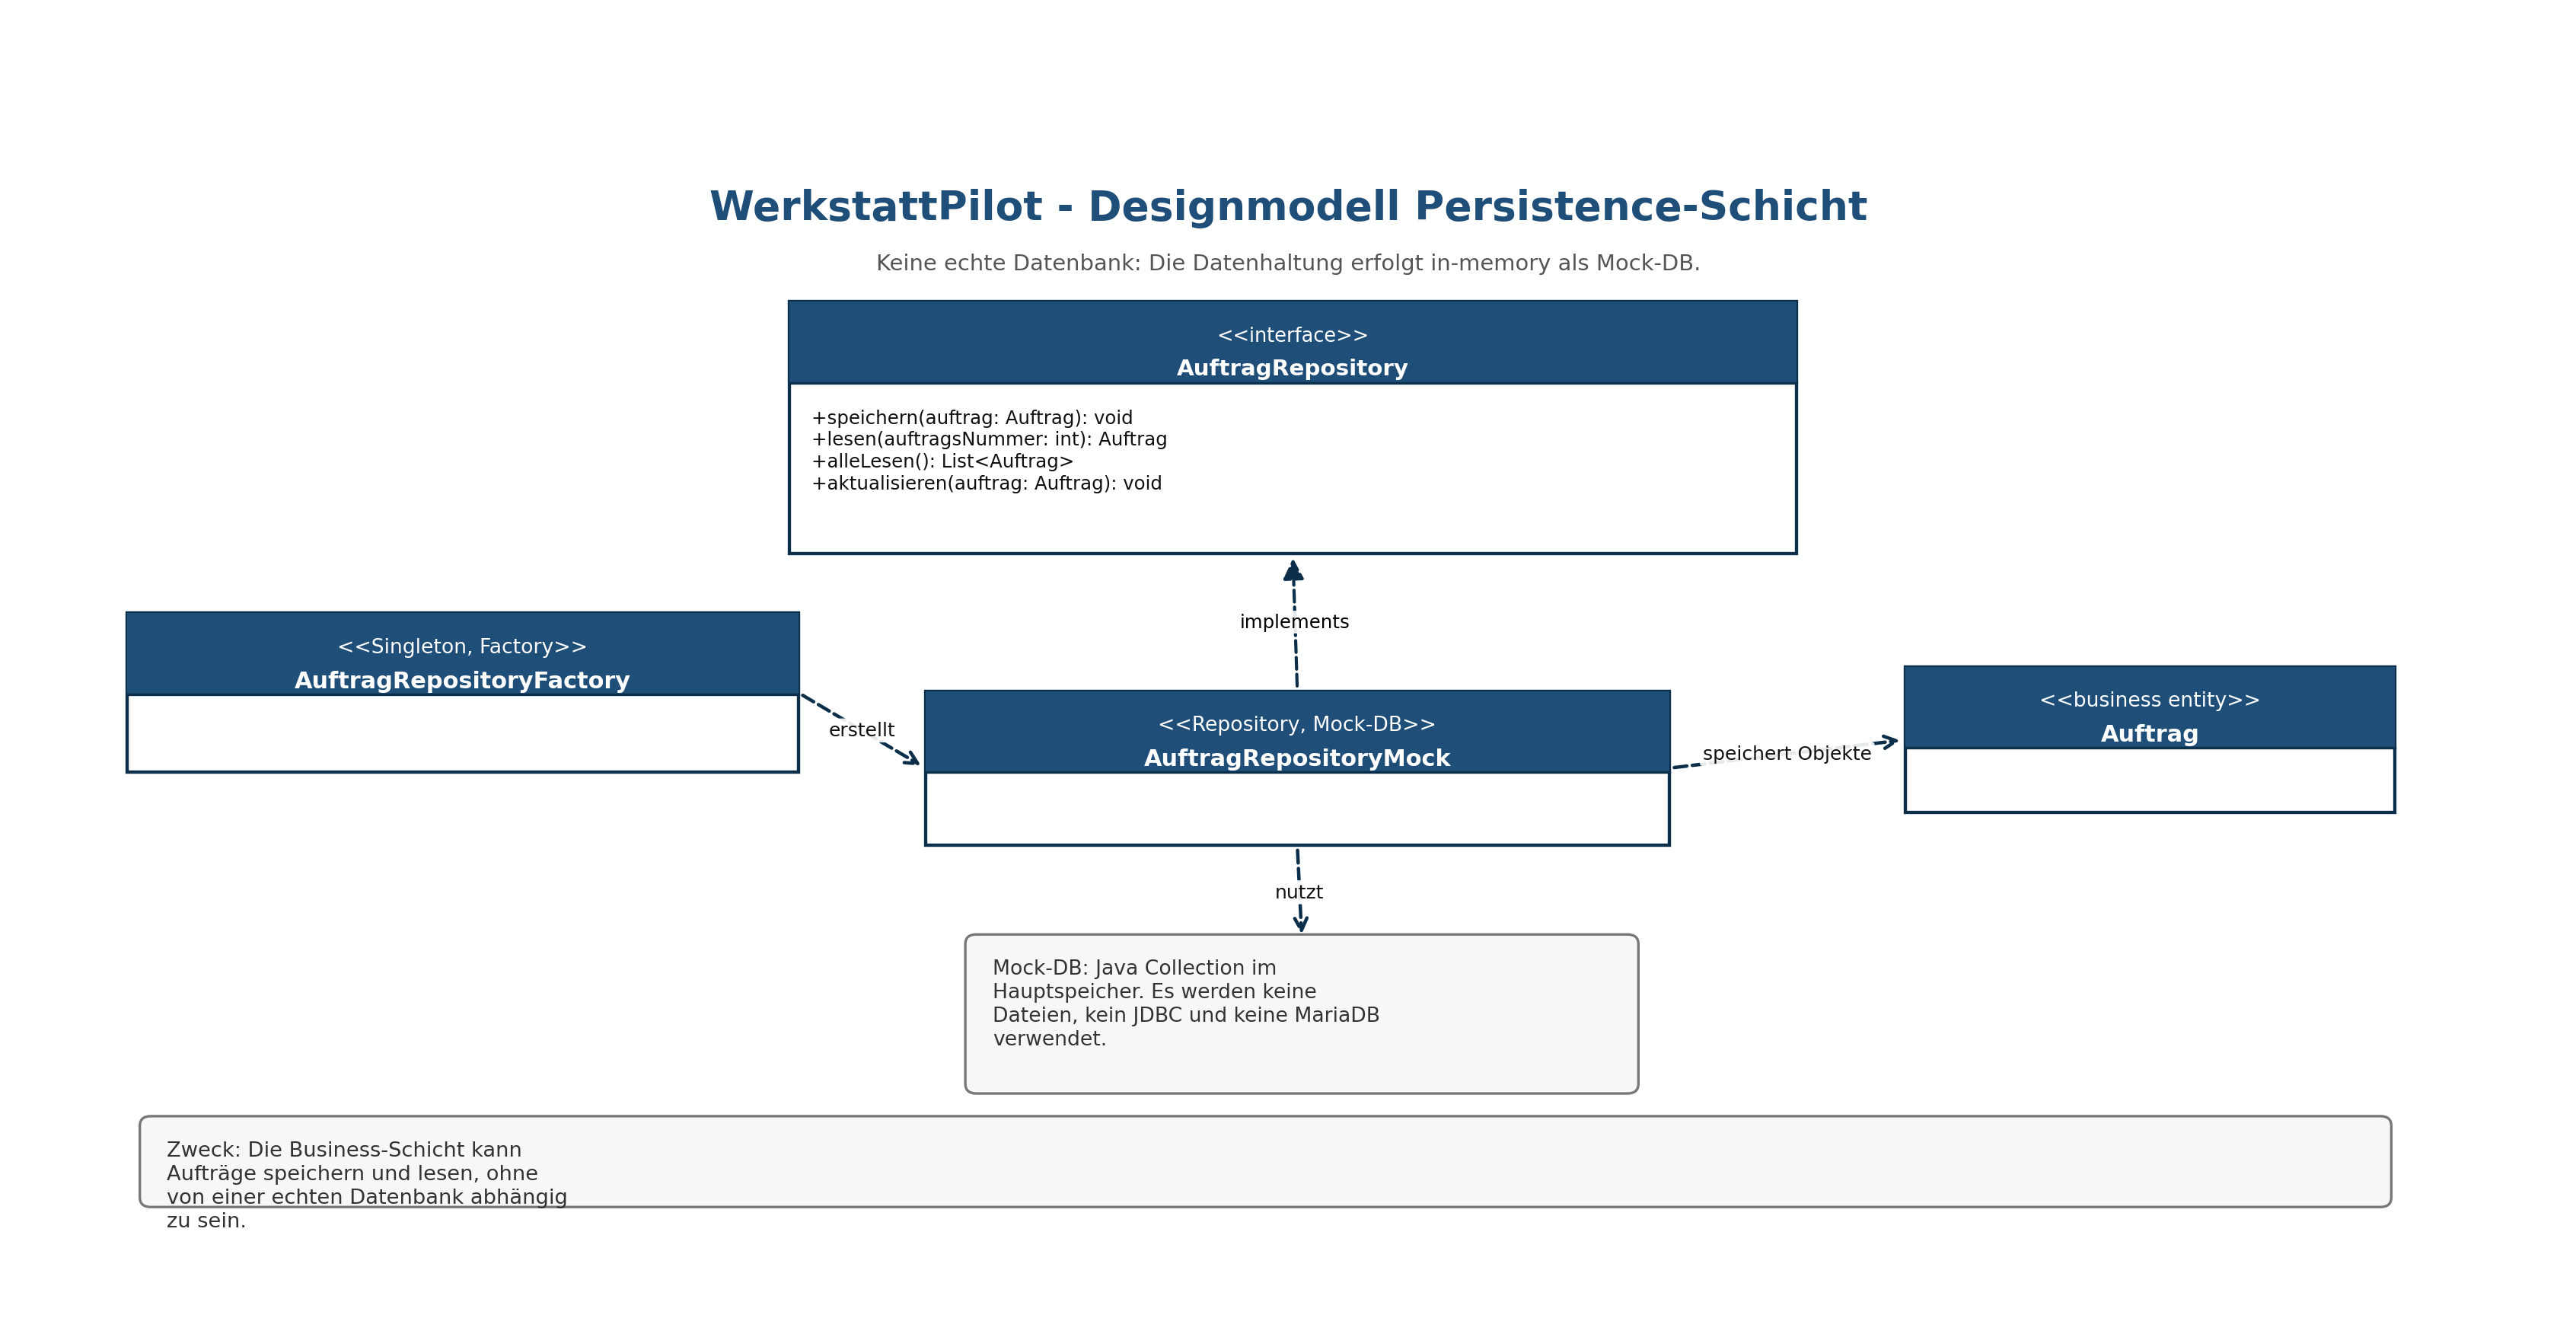 WerkstattPilot - Designmodell Persistence-Schicht
Keine echte Datenbank: Die Datenhaltung erfolgt in-memory als Mock-DB.
<<interface>>
AuftragRepository
+speichern(auftrag: Auftrag): void
+lesen(auftragsNummer: int): Auftrag
+alleLesen(): List<Auftrag>
+aktualisieren(auftrag: Auftrag): void
implements
<<Singleton, Factory>>
AuftragRepositoryFactory
erstellt
<<Repository, Mock-DB>>
AuftragRepositoryMock
speichert Objekte
<<business entity>>
Auftrag
nutzt
Mock-DB: Java Collection im
Hauptspeicher. Es werden keine
Dateien, kein JDBC und keine MariaDB
verwendet.
Zweck: Die Business-Schicht kann
Aufträge speichern und lesen, ohne
von einer echten Datenbank abhängig
zu sein.